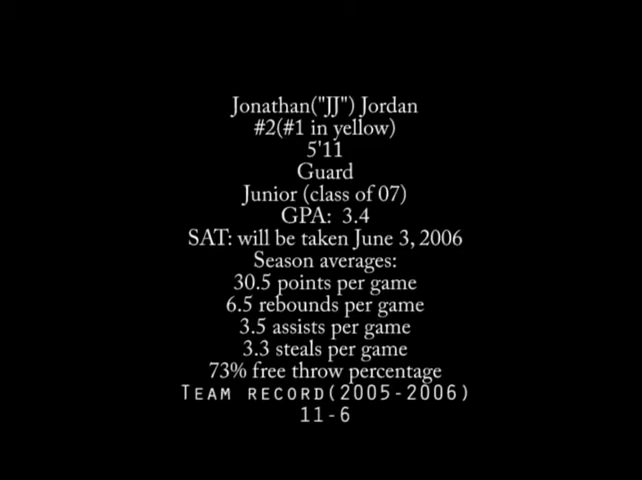 Jonathan("JJ") Jordan
#2(#1 in yellow)
5'11
Guard
Junior (class of 07)
GPA: 3.4
SAT: will be taken June 3, 2006
Season averages:
30.5 points per game
6.5 rebounds per game
3.5 assists per game
3.3 steals per game
73% free throw percentage
TEAM RECORD(2005-2006)
11-6